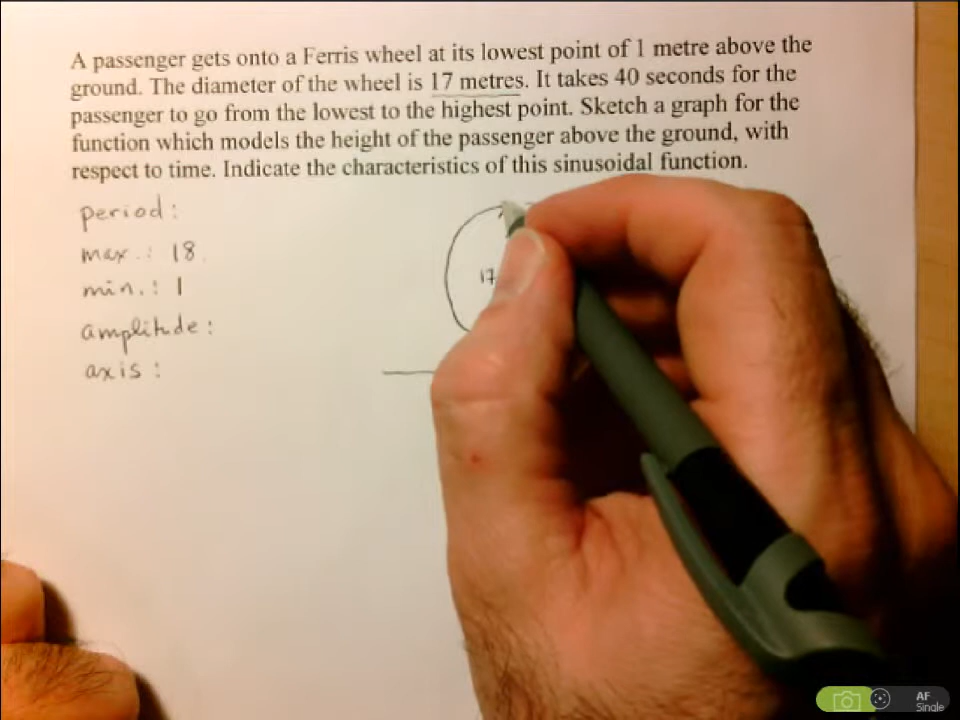 A passenger gets onto a Ferris wheel at its lowest point of 1 metre above the
ground. The diameter of the wheel is 17 metres. It takes 40 seconds for the
passenger to go from the lowest to the highest point. Sketch a graph for the
function which models the height of the passenger above the ground, with
respect to time. Indicate the characteristics of this sinusoidal function.
period:
max.: 18
17
min.: 1
amplitude:
axis:
AF
Single